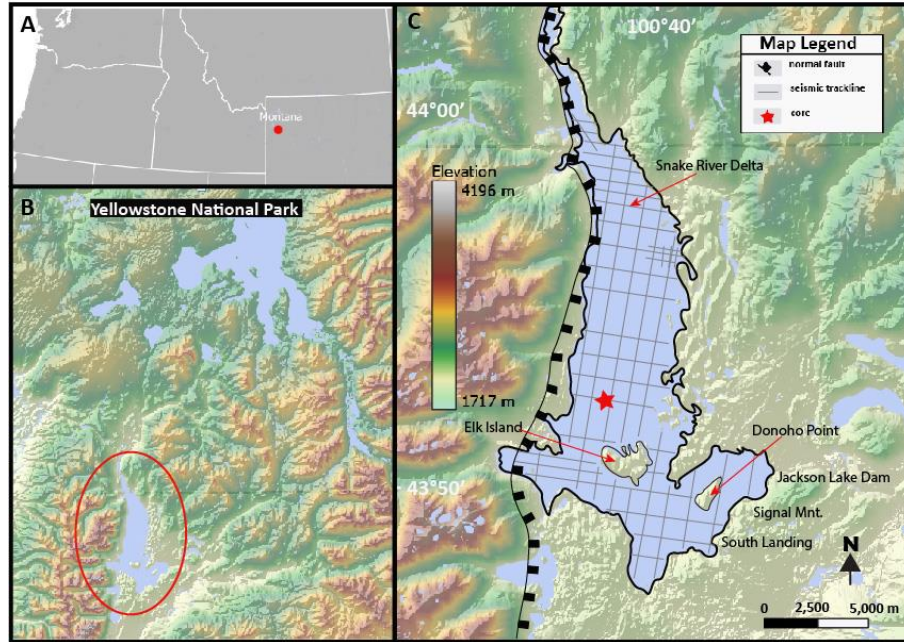 A
Montana
B
Yellowstone National Park
C
100°40'
Map Legend
normal fault
seismic trackline
core
44°00'
Elevation
4196 m
1717 m
Snake River Delta
Elk Island
Donoho Point
43°50'
Jackson Lake Dam
Signal Mnt.
South Landing
N
0 2,500 5,000 m